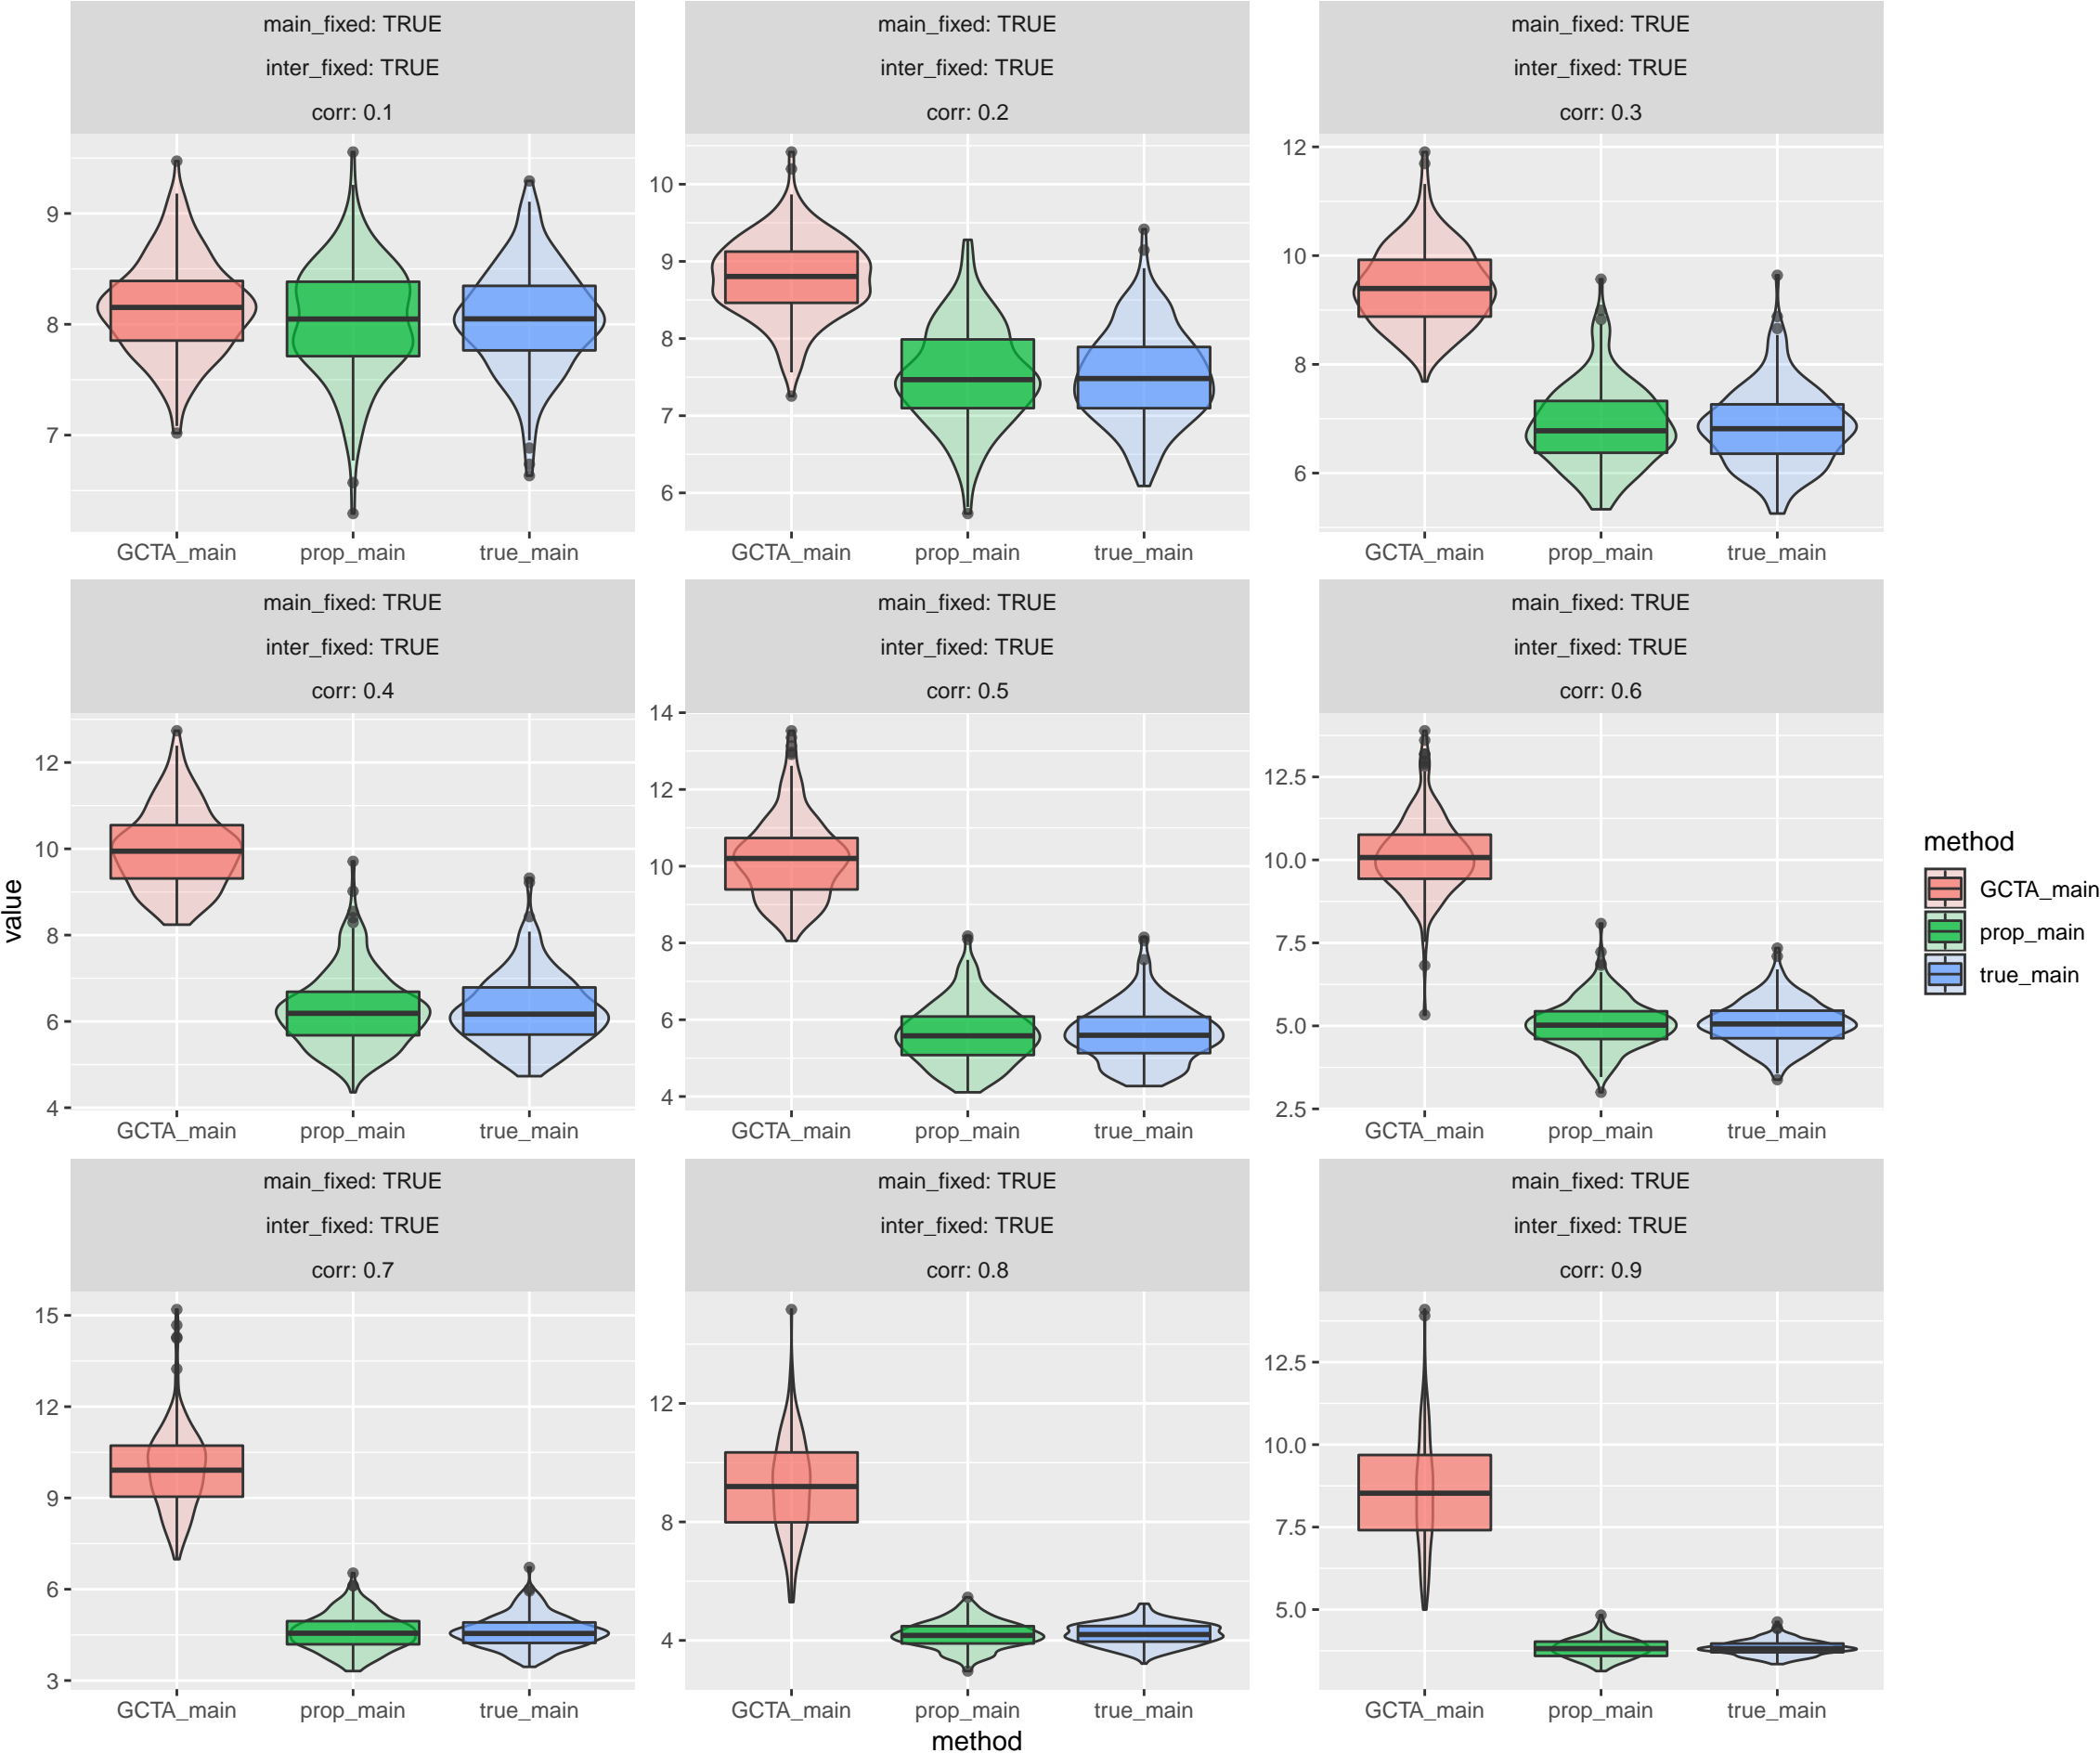 main_fixed: TRUE
inter_fixed: TRUE
corr: 0.1
main_fixed: TRUE
inter_fixed: TRUE
corr: 0.2
main_fixed: TRUE
inter_fixed: TRUE
corr: 0.3
9
8
7
10
9
8
7
6
12
10
8
6
GCTA_main
prop_main
true_main
GCTA_main
prop_main
true_main
GCTA_main
prop_main
true_main
main_fixed: TRUE
inter_fixed: TRUE
corr: 0.4
main_fixed: TRUE
inter_fixed: TRUE
corr: 0.5
main_fixed: TRUE
inter_fixed: TRUE
corr: 0.6
12
10
8
6
4
14
12
10
8
6
4
12.5
10.0
7.5
5.0
2.5
GCTA_main
prop_main
true_main
GCTA_main
prop_main
true_main
GCTA_main
prop_main
true_main
main_fixed: TRUE
inter_fixed: TRUE
corr: 0.7
main_fixed: TRUE
inter_fixed: TRUE
corr: 0.8
main_fixed: TRUE
inter_fixed: TRUE
corr: 0.9
15
12
9
6
3
12
8
4
12.5
10.0
7.5
5.0
GCTA_main
prop_main
true_main
GCTA_main
prop_main
true_main
GCTA_main
prop_main
true_main
value
method
method
GCTA_main
prop_main
true_main